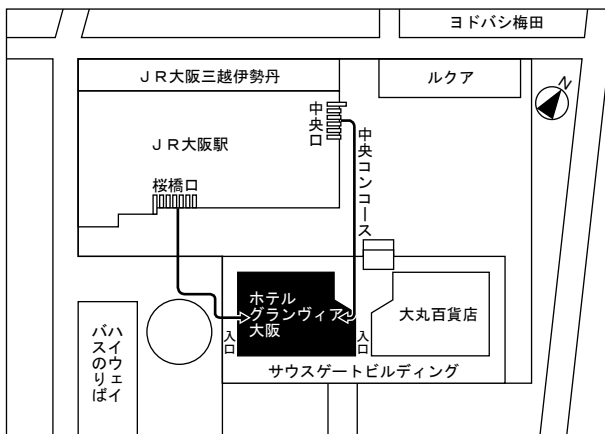 ヨドバシ梅田
ＪＲ大阪三越伊勢丹
ルクア
N
中央口
ＪＲ大阪駅
中央コンコース
桜橋口
ホテル
グランヴィア
大阪
大丸百貨店
入口
入口
ハイウェイ
バスのりば
サウスゲートビルディング